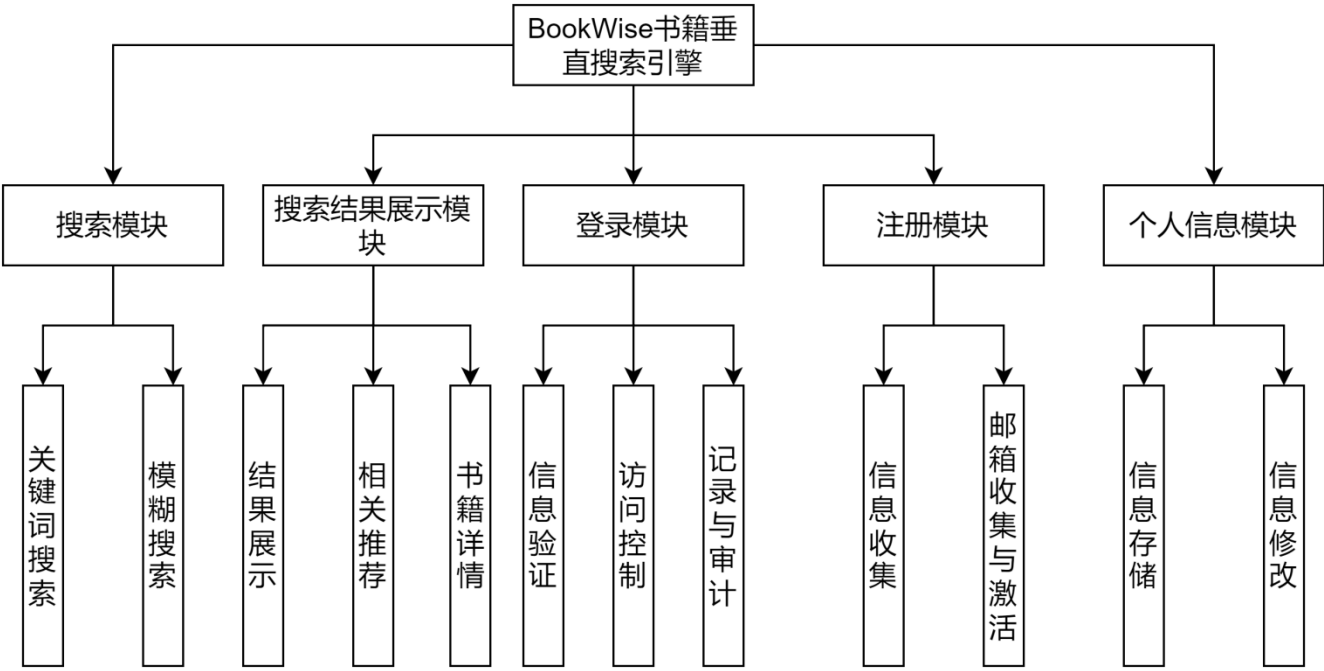 BookWise书籍垂
直搜索引擎
搜索模块
搜索结果展示模
块
登录模块
注册模块
个人信息模块
关键词搜索
模糊搜索
结果展示
相关推荐
书籍详情
信息验证
访问控制
记录与审计
信息收集
邮箱收集与激活
信息存储
信息修改